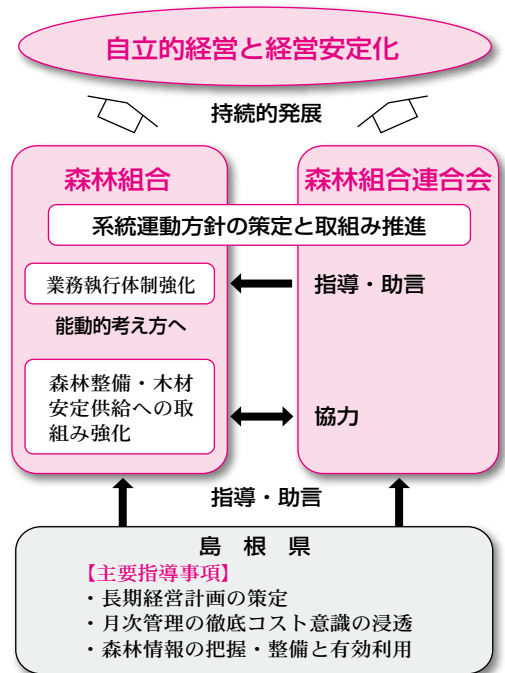 自立的経営と経営安定化
持続的発展
森林組合
森林組合連合会
系統運動方針の策定と取組み推進
業務執行体制強化
指導・助言
能動的考え方へ
森林整備・木材
安定供給への取
組み強化
協力
指導・助言
島根県
【主要指導事項】
・長期経営計画の策定
・月次管理の徹底コスト意識の浸透
・森林情報の把握・整備と有効利用